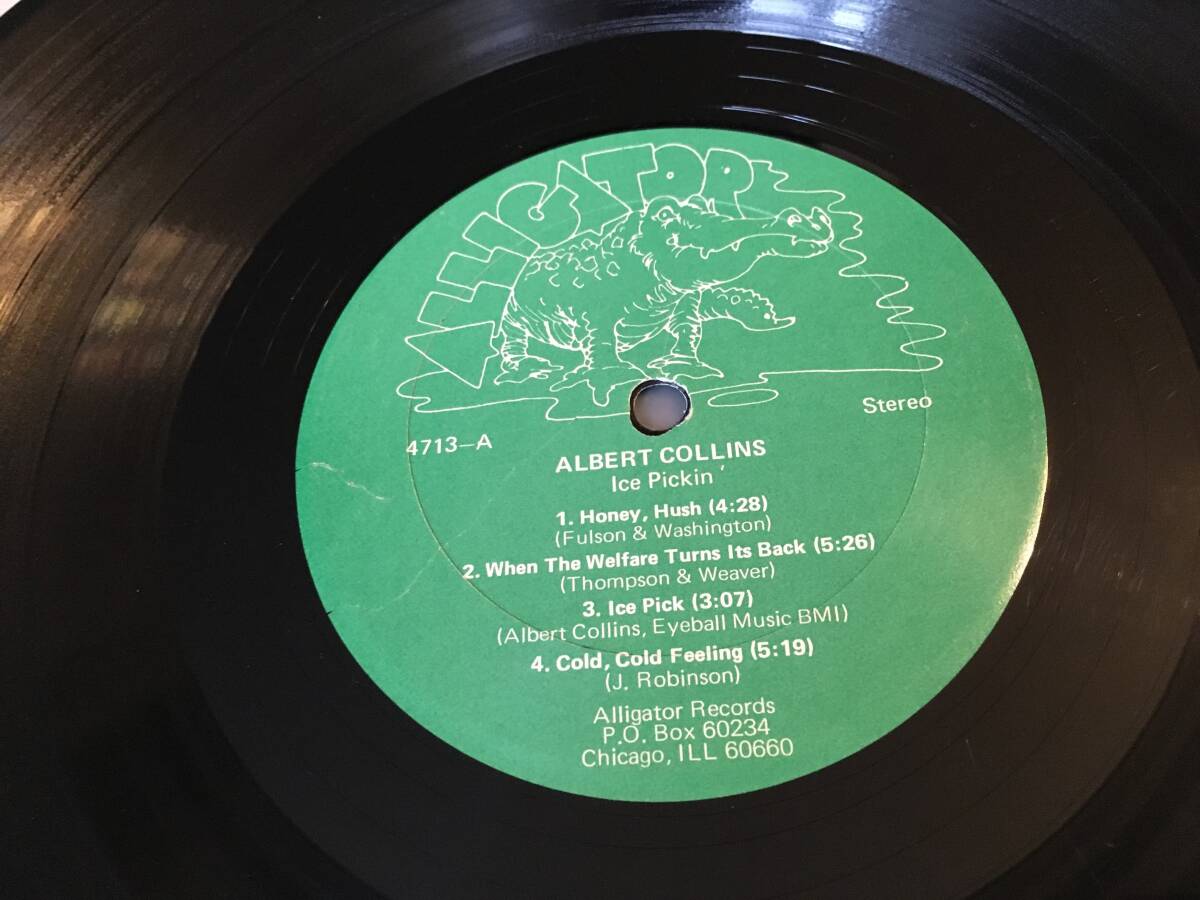 ALLIGATOR
4713-A
Stereo
ALBERT COLLINS
Ice Pickin'
1. Honey, Hush (4:28)
(Fulson & Washington)
2. When The Welfare Turns Its Back (5:26)
(Thompson & Weaver)
3. Ice Pick (3:07)
(Albert Collins, Eyeball Music BMI)
4. Cold, Cold Feeling (5:19)
(J. Robinson)
Alligator Records
P.O. Box 60234
Chicago, ILL 60660